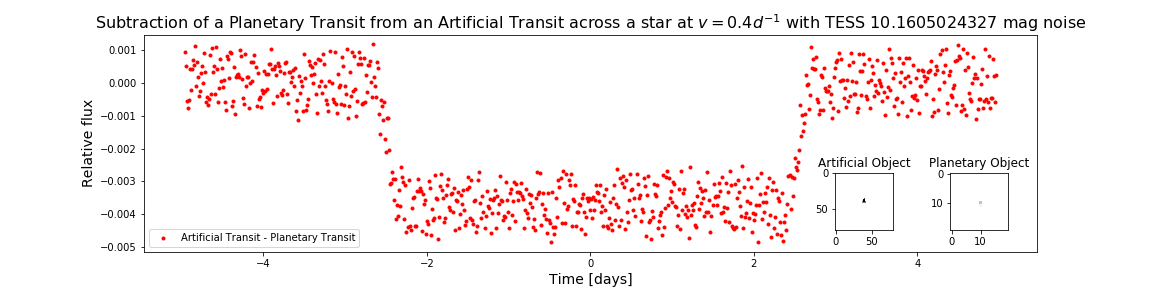 Subtraction of a Planetary Transit from an Artificial Transit across a star at v = 0.4d⁻¹ with TESS 10.1605024327 mag noise
Relative flux
0.001
0.000
−0.001
−0.002
−0.003
−0.004
−0.005
Artificial Transit - Planetary Transit
Artificial Object
0
50
0 50
Planetary Object
0
10
0 10
−4 −2 0 2 4
Time [days]